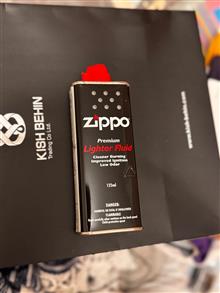 KISH BEHIN
Trading Co. Ltd
www.kish-behin.com
zippo
Premium
Lighter Fluid
Cleaner Burning
Improved Ignition
Low Odor
125ml
DANGER:
FLAMMABLE